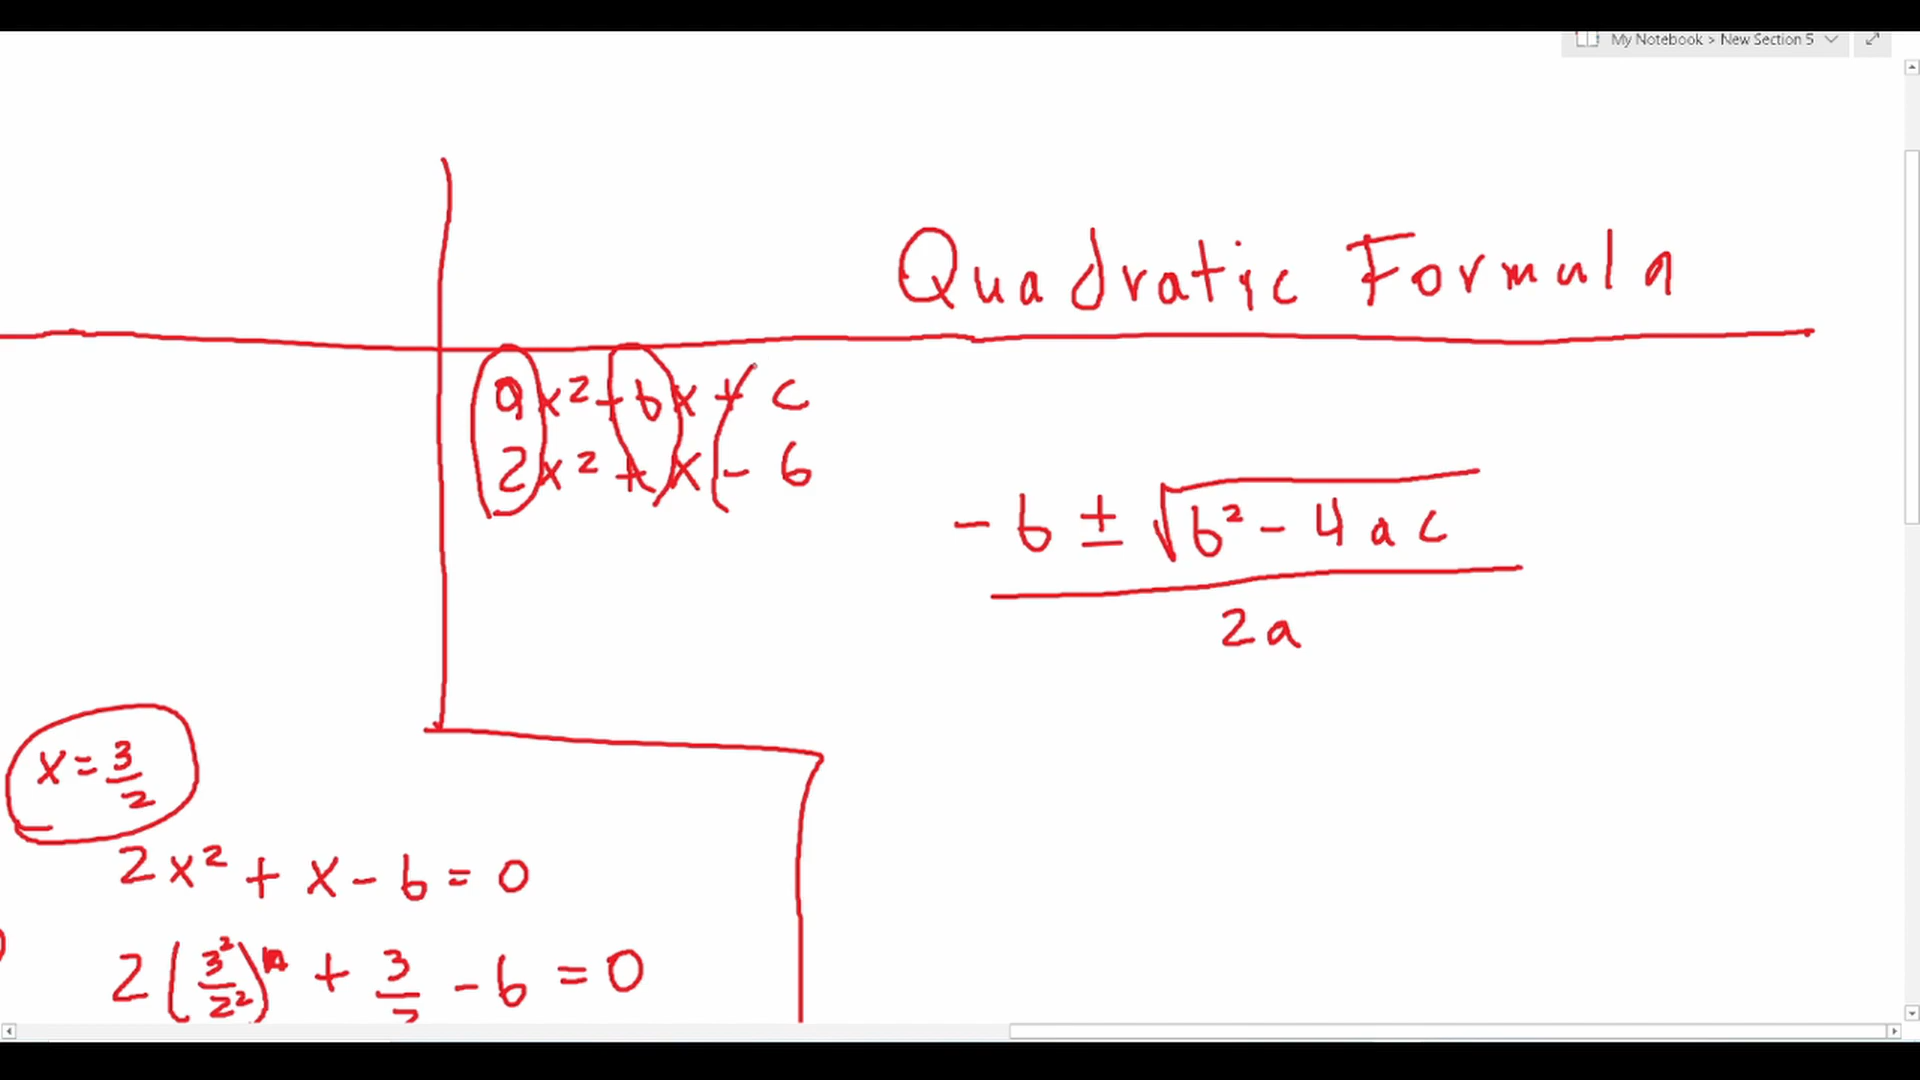 My Notebook > New Section 5
Quadratic Formula
ax² + bx + c
2x² + x - 6
-b ± √(b² - 4ac)
2a
x = 3/2
2x² + x - 6 = 0
2(3²/2²) + 3/2 - 6 = 0